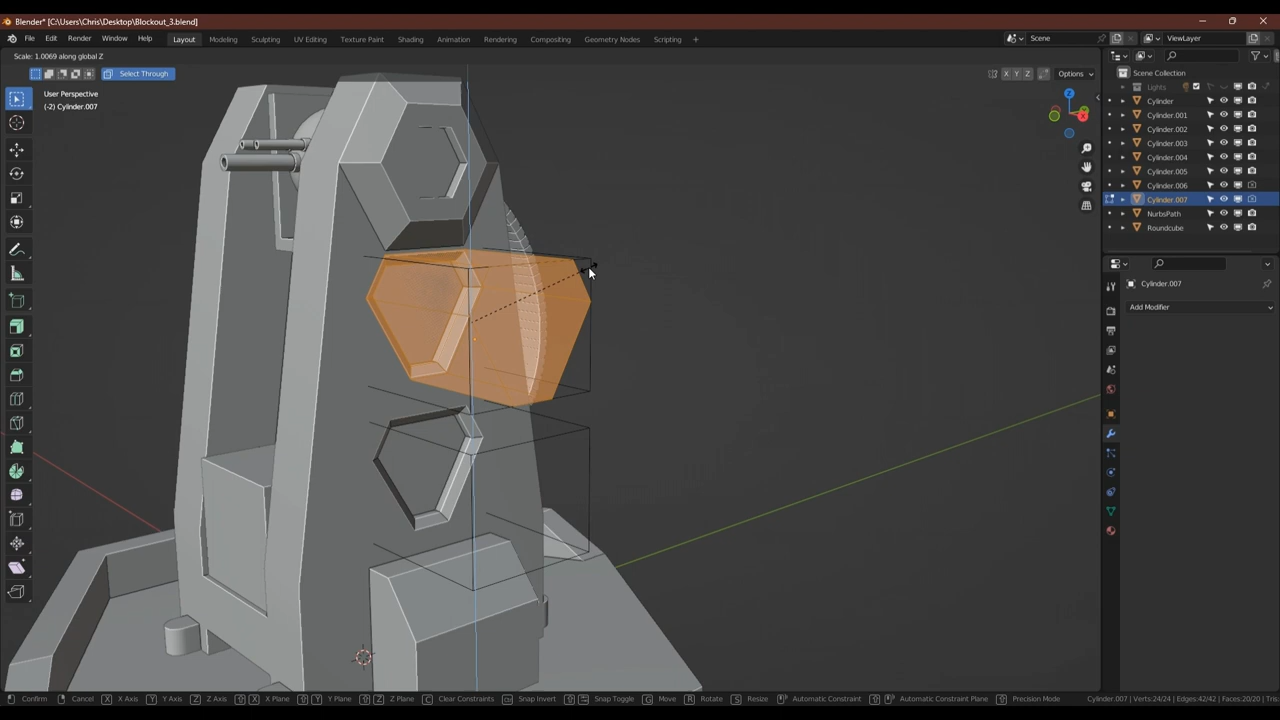 Blender* [C:\Users\Chris\Desktop\Blockout_3.blend]
File Edit Render Window Help Layout Modeling Sculpting UV Editing Texture Paint Shading Animation Rendering Compositing Geometry Nodes Scripting + Scene ViewLayer
Scale: 1.0069 along global Z
Select Through X Y Z Options
User Perspective
(-2) Cylinder.007
Z
X
Scene Collection
Lights
Cylinder
Cylinder.001
Cylinder.002
Cylinder.003
Cylinder.004
Cylinder.005
Cylinder.006
Cylinder.007
NurbsPath
Roundcube
Cylinder.007
Add Modifier
Confirm Cancel X X Axis Y Y Axis Z Z Axis X X Plane Y Y Plane Z Z Plane C Clear Constraints Snap Invert Snap Toggle G Move R Rotate S Resize Automatic Constraint Automatic Constraint Plane Precision Mode Cylinder.007 | Verts:24/24 | Edges:42/42 | Faces:20/20 | Tris